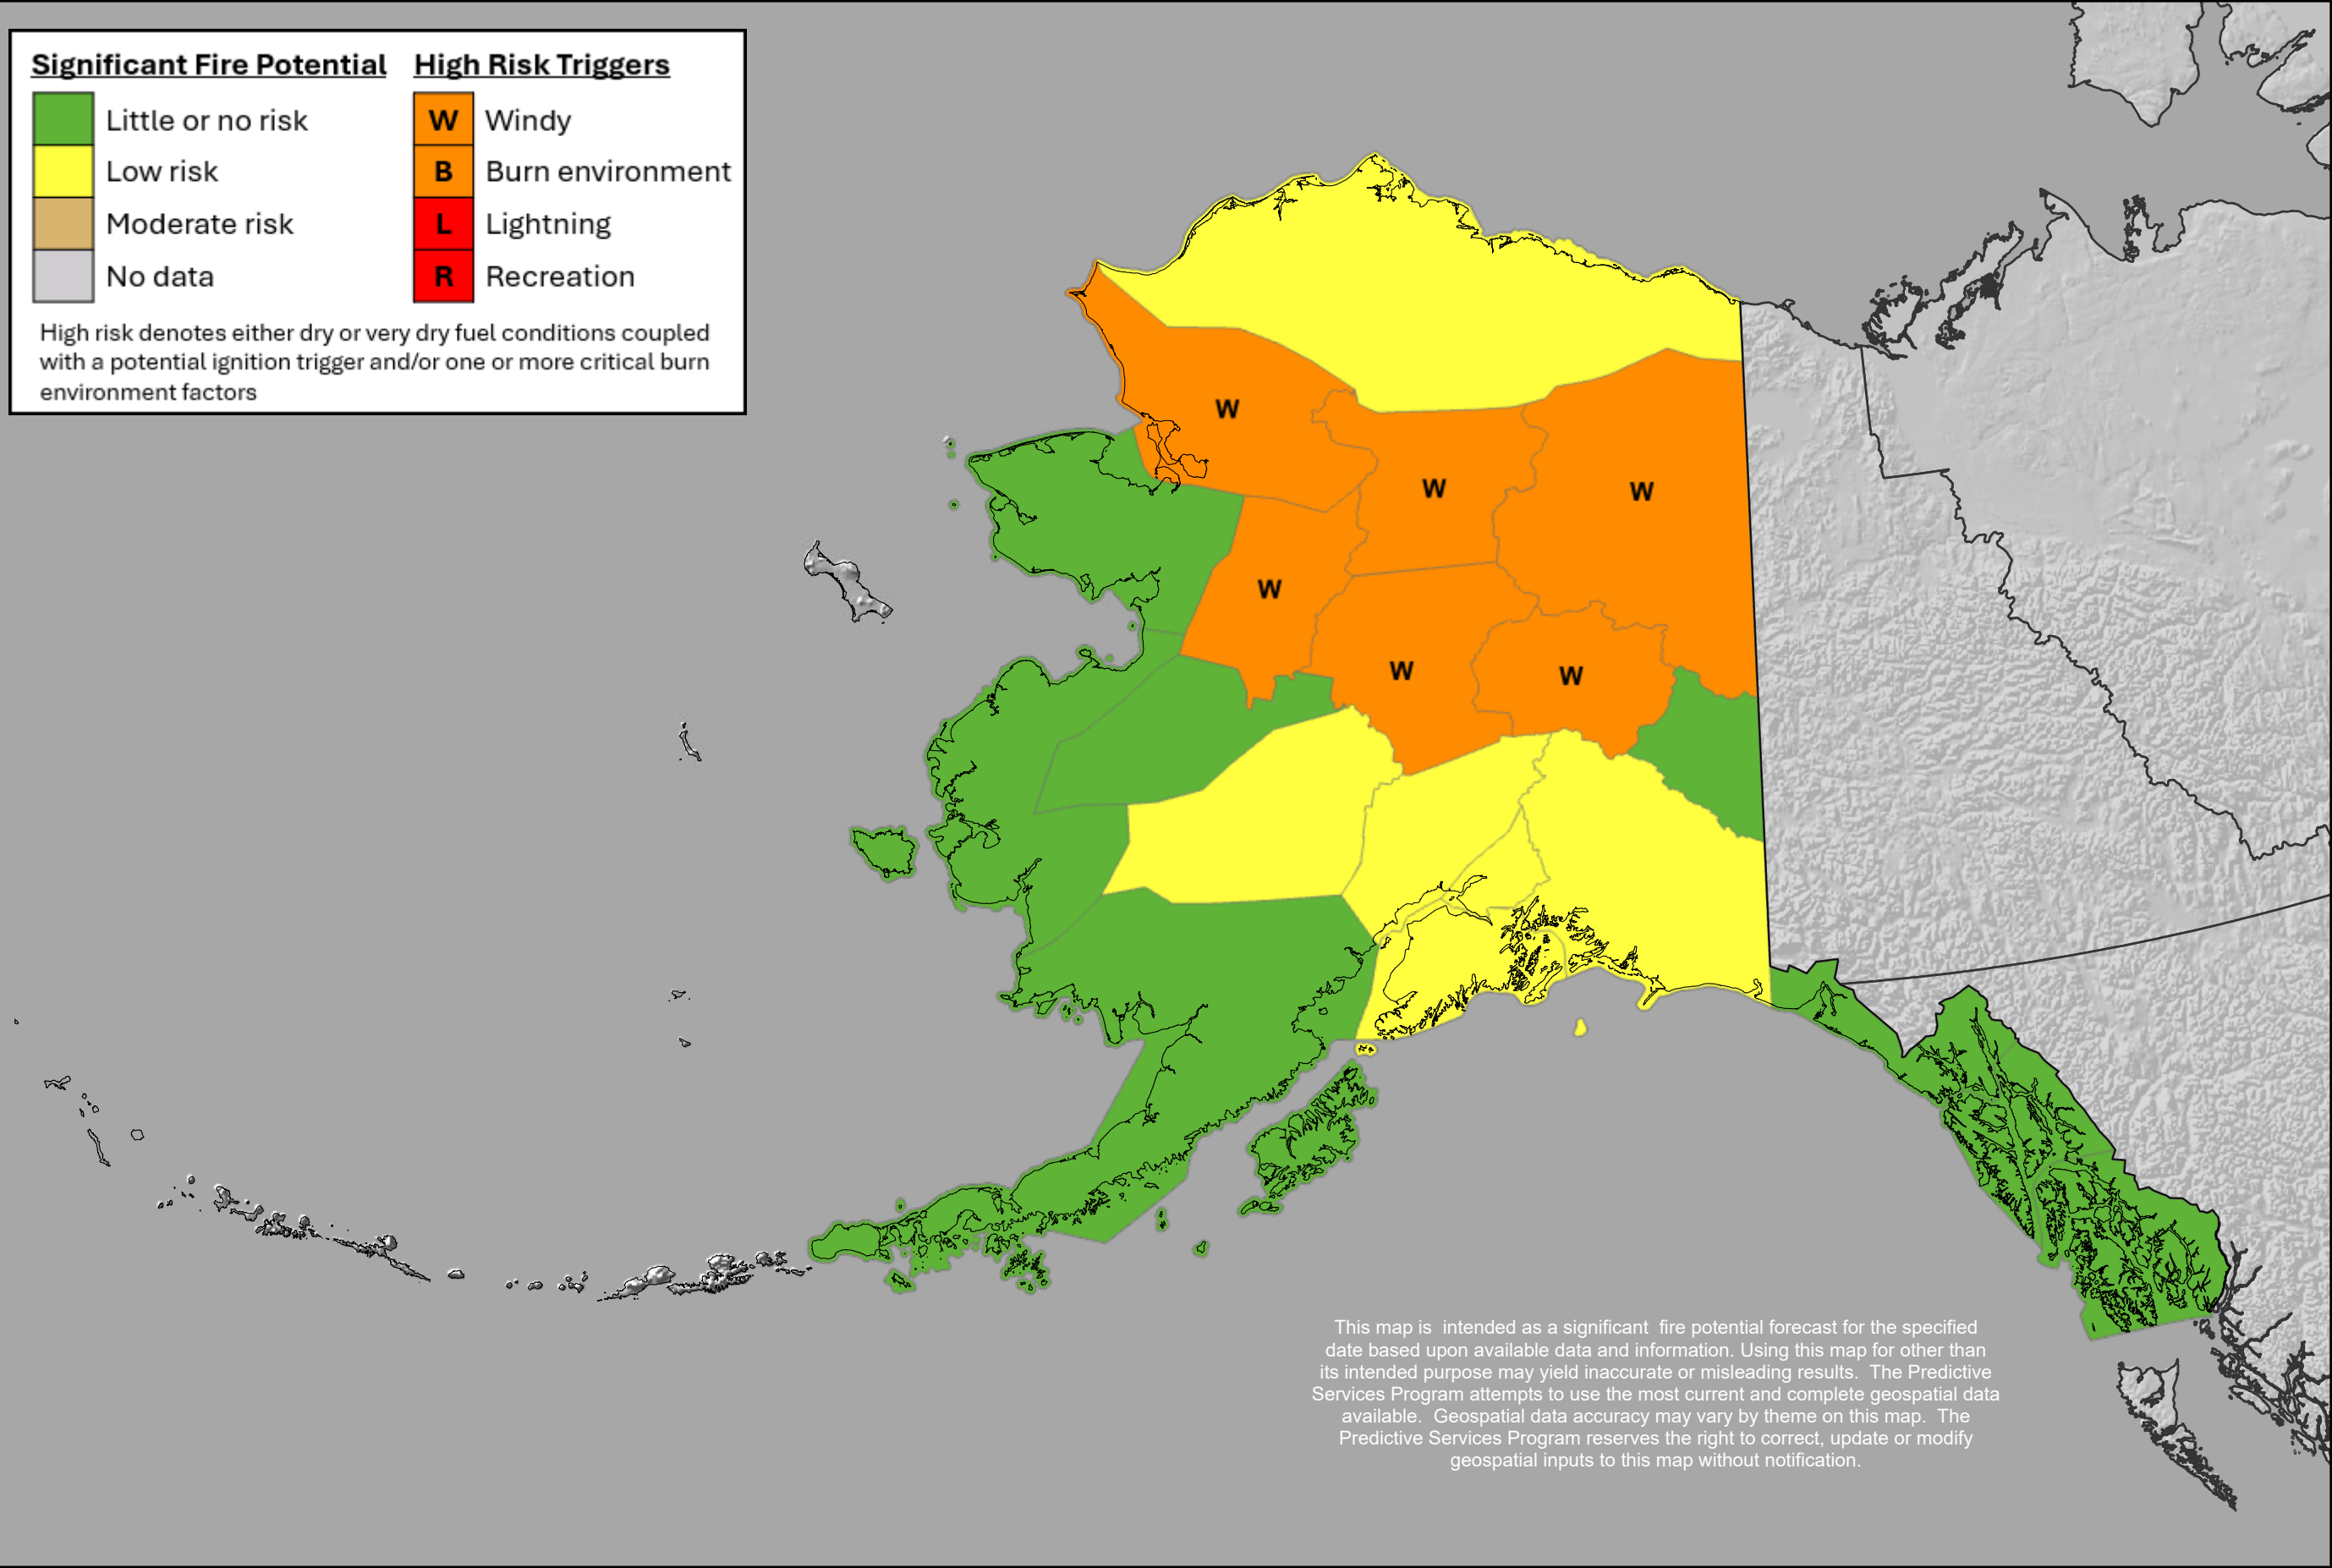 Significant Fire Potential
Little or no risk
Low risk
Moderate risk
No data
High Risk Triggers
W Windy
B Burn environment
L Lightning
R Recreation
High risk denotes either dry or very dry fuel conditions coupled
with a potential ignition trigger and/or one or more critical burn
environment factors
W
W
W
W
W
W
This map is  intended as a significant  fire potential forecast for the specified
date based upon available data and information. Using this map for other than
its intended purpose may yield inaccurate or misleading results.  The Predictive
Services Program attempts to use the most current and complete geospatial data
available.  Geospatial data accuracy may vary by theme on this map.  The
Predictive Services Program reserves the right to correct, update or modify
geospatial inputs to this map without notification.